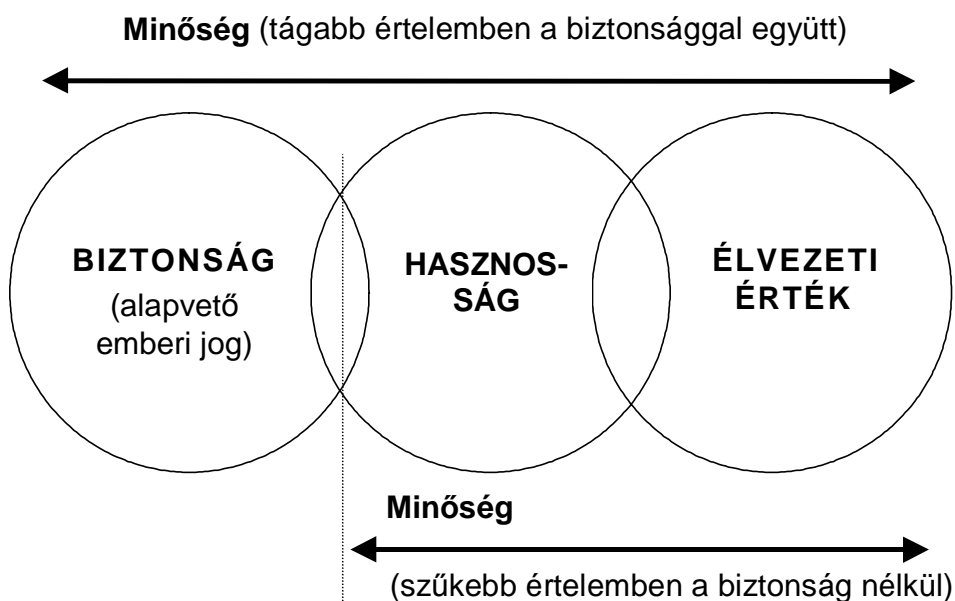 Minőség (tágabb értelemben a biztonsággal együtt)
BIZTONSÁG
(alapvető
emberi jog)
HASZNOS-
SÁG
ÉLVEZETI
ÉRTÉK
Minőség
(szűkebb értelemben a biztonság nélkül)